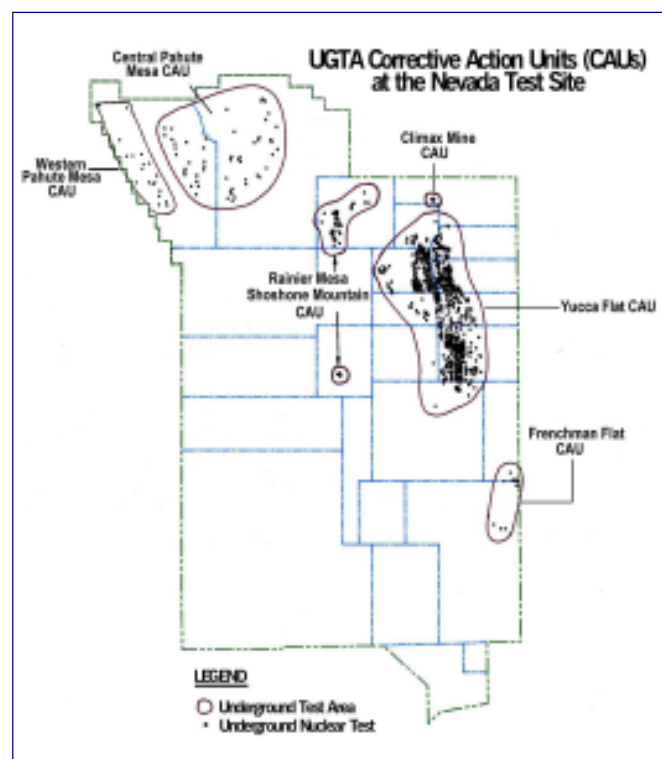 UGTA Corrective Action Units (CAUs)
at the Nevada Test Site
Central Pahute
Mesa CAU
Climax Mine
CAU
Western
Pahute Mesa
CAU
Rainier Mesa
Shoshone Mountain
CAU
Yucca Flat CAU
Frenchman Flat
CAU
LEGEND
Underground Test Area
Underground Nuclear Test